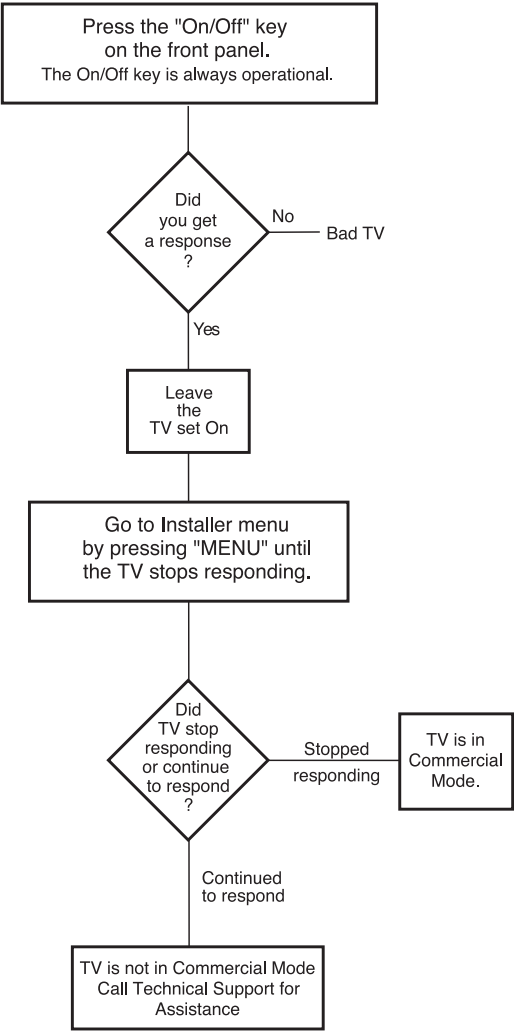 Press the "On/Off" key
on the front panel.
The On/Off key is always operational.
Did
you get
a response
?
No
Bad TV
Yes
Leave
the
TV set On
Go to Installer menu
by pressing "MENU" until
the TV stops responding.
Did
TV stop
responding
or continue
to respond
?
Stopped
responding
TV is in
Commercial
Mode.
Continued
to respond
TV is not in Commercial Mode
Call Technical Support for
Assistance